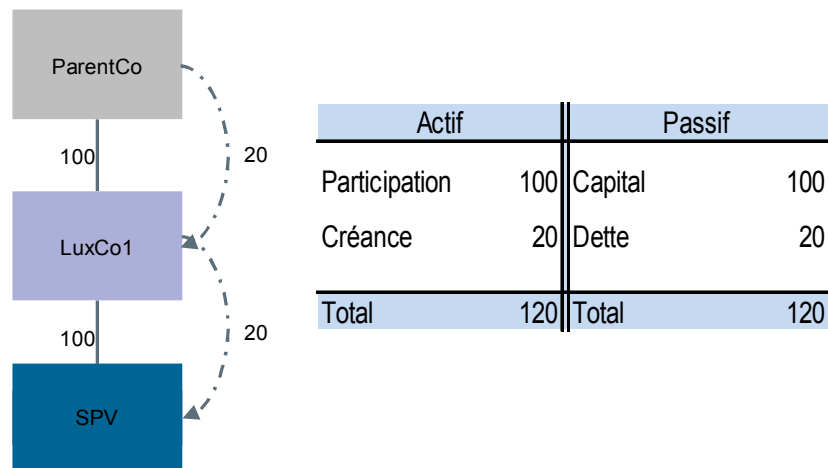 ParentCo
100
20
LuxCo1
100
20
SPV
Actif Passif
Participation 100 Capital 100
Créance 20 Dette 20
Total 120 Total 120